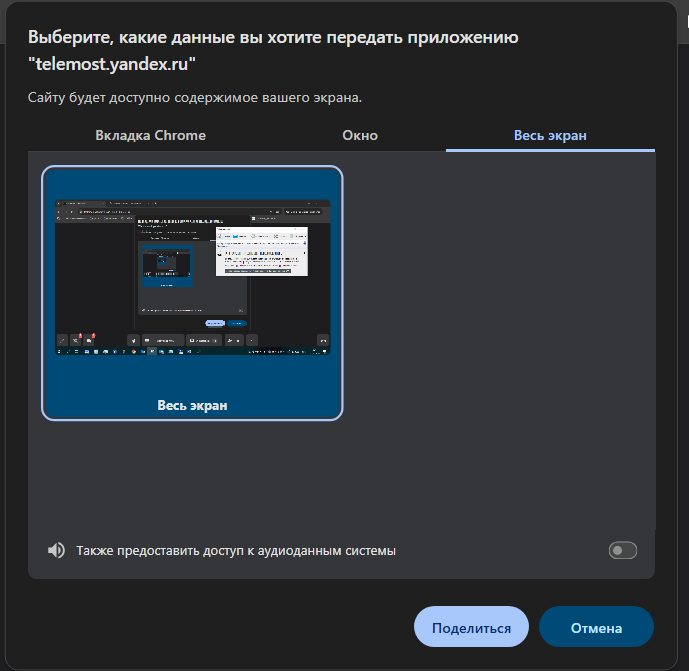 Выберите, какие данные вы хотите передать приложению
"telemost.yandex.ru"
Сайту будет доступно содержимое вашего экрана.
Вкладка Chrome
Окно
Весь экран
Весь экран
Также предоставить доступ к аудиоданным системы
Поделиться
Отмена